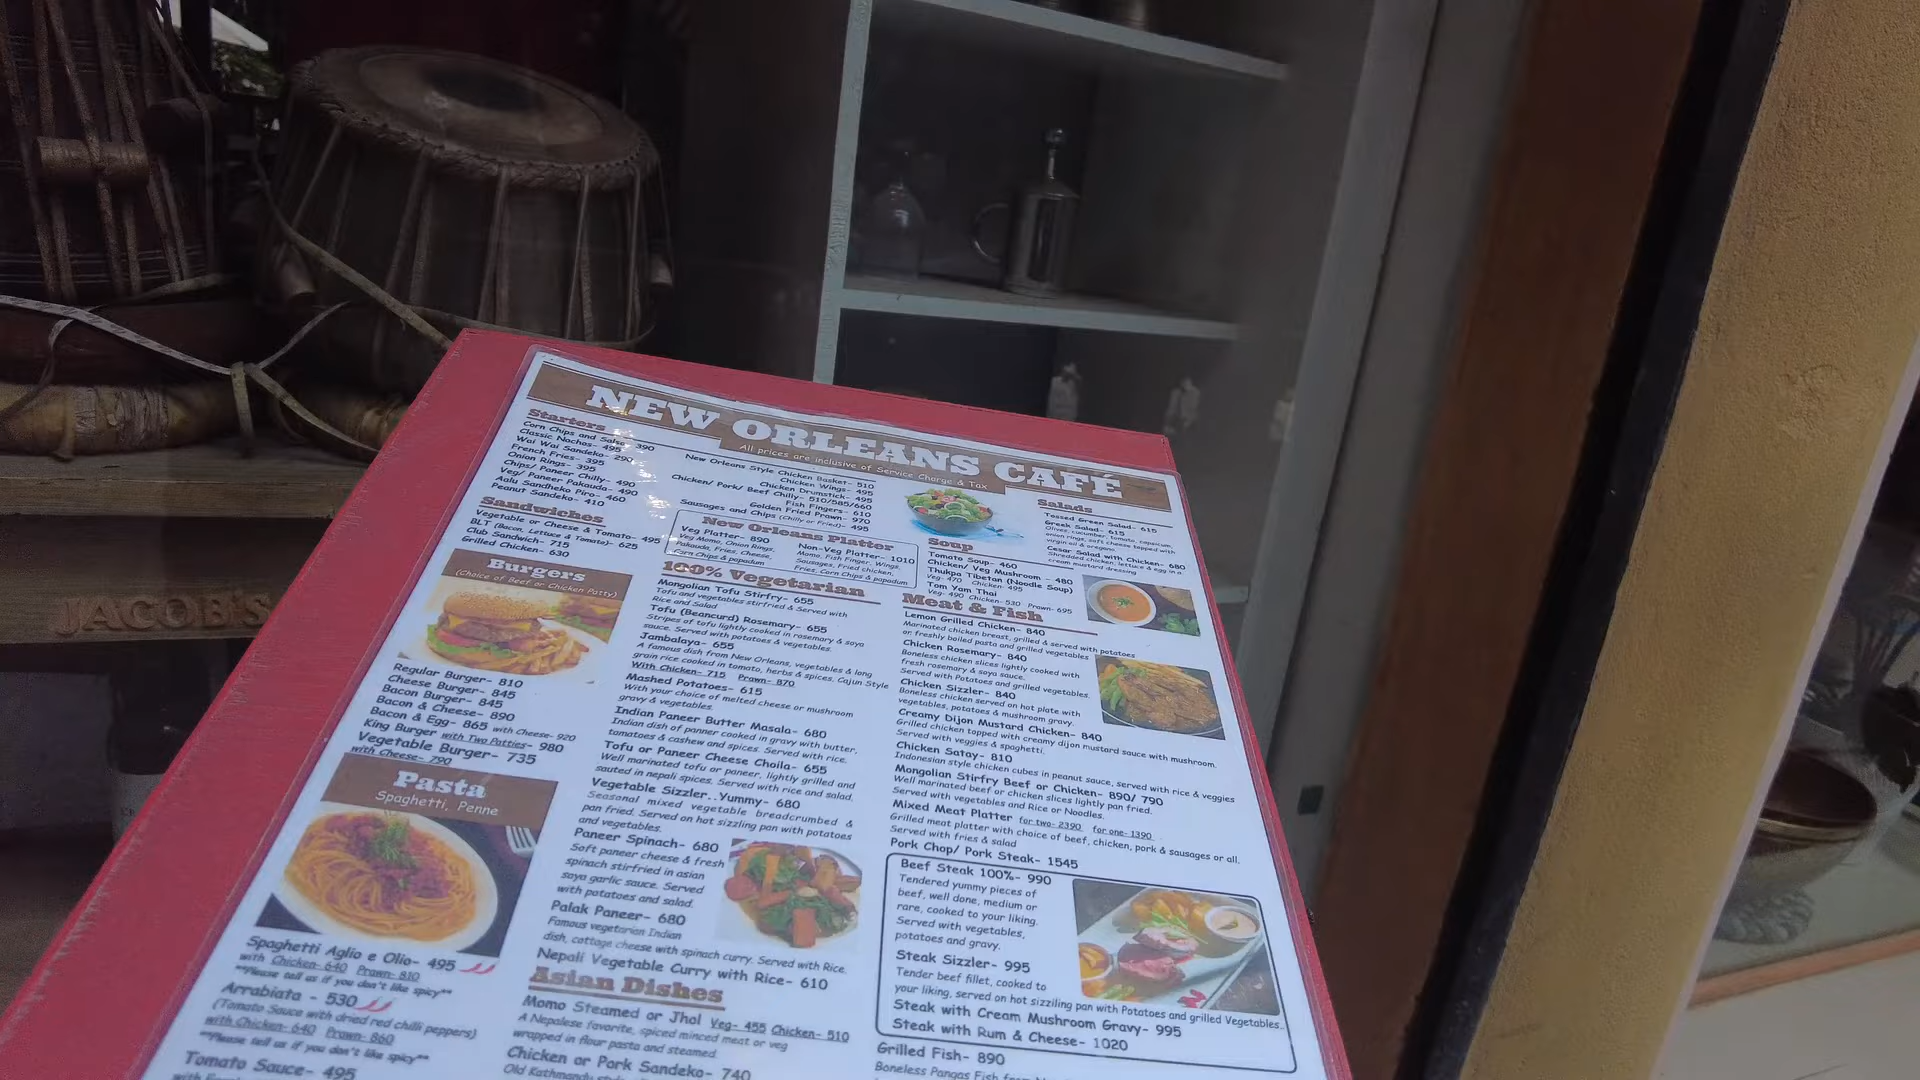 NEW ORLEANS CAFÉ
All prices are inclusive of Service Charge & Tax
Starters
Corn Chips and Salsa- 390
Classic Nachos- 495
Wai Wai Sandeko- 290
French Fries- 395
Onion Rings- 395
Chips/ Paneer Chilly- 490
Veg/ Paneer Pakauda- 490
Aalu Sandheko Piro- 460
Peanut Sandeko- 410
New Orleans Style Chicken Basket- 510
Chicken Wings- 495
Chicken Drumstick- 495
Chicken/ Pork/ Beef Chilly- 510/585/660
Fish Fingers- 610
Golden Fried Prawn- 970
Sausages and Chips (Chilly or Fried)- 495
Sandwiches
Vegetable or Cheese & Tomato- 495
BLT (Bacon, Lettuce & Tomato)- 625
Club Sandwich- 715
Grilled Chicken- 630
Burgers
(Choice of Beef or Chicken Patty)
Regular Burger- 810
Cheese Burger- 845
Bacon Burger- 845
Bacon & Cheese- 890
Bacon & Egg- 865 with Cheese- 920
King Burger with Two Patties- 980
Vegetable Burger- 735
with Cheese- 790
Pasta
Spaghetti, Penne
Spaghetti Aglio e Olio- 495
with Chicken- 640 Prawn- 810
**Please tell us if you don't like spicy**
Arrabiata - 530
(Tomato Sauce with dried red chilli peppers)
with Chicken- 640 Prawn- 860
**Please tell us if you don't like spicy**
Tomato Sauce- 495
New Orleans Platter
Veg Platter- 890
Veg Momo, Onion Rings,
Pakauda, Fries, Cheese,
Corn Chips & papadum
Non-Veg Platter- 1010
Momo, Fish Finger, Wings,
Sausages, Fried chicken,
Fries, Corn Chips & papadum
100% Vegetarian
Mongolian Tofu Stirfry- 655
Tofu and vegetables stirfried & Served with
Rice and Salad
Tofu (Beancurd) Rosemary- 655
Stripes of tofu lightly cooked in rosemary & soya
sauce. Served with potatoes & vegetables.
Jambalaya- 655
A famous dish from New Orleans, vegetables & long
grain rice cooked in tomato, herbs & spices, Cajun Style
With Chicken- 715 Prawn- 870
Mashed Potatoes- 615
With your choice of melted cheese or mushroom
gravy & vegetables.
Indian Paneer Butter Masala- 680
Indian dish of panner cooked in gravy with butter,
tomatoes & cashew and spices. Served with rice.
Tofu or Paneer Cheese Choila- 655
Well marinated tofu or paneer, lightly grilled and
sauted in nepali spices. Served with rice and salad.
Vegetable Sizzler..Yummy- 680
Seasonal mixed vegetable breadcrumbed &
pan fried. Served on hot sizzling pan with potatoes
and vegetables.
Paneer Spinach- 680
Soft paneer cheese & fresh
spinach stirfried in asian
soya garlic sauce. Served
with potatoes and salad.
Palak Paneer- 680
Famous vegetarian Indian
dish, cottage cheese with spinach curry. Served with Rice.
Nepali Vegetable Curry with Rice- 610
Asian Dishes
Momo Steamed or Jhol Veg- 455 Chicken- 510
A Nepalese favorite, spiced minced meat or veg
wrapped in flour pasta and steamed.
Chicken or Pork Sandeko- 740
Soup
Tomato Soup- 460
Chicken/ Veg Mushroom - 480
Thukpa Tibetan (Noodle Soup)
Veg- 470 Chicken- 495
Tom Yam Thai
Veg- 490 Chicken- 530 Prawn- 695
Salads
Tossed Green Salad- 615
Greek Salad- 615
Olives, cucumber, tomato, capsicum,
onion rings, soft cheese topped with
virgin oil & oregano.
Cesar Salad with Chicken- 680
Shredded chicken, lettuce & egg in a
cream mustard dressing
Meat & Fish
Lemon Grilled Chicken- 840
Marinated chicken breast, grilled & served with potatoes
or freshly boiled pasta and grilled vegetables
Chicken Rosemary- 840
Boneless chicken slices lightly cooked with
fresh rosemary & soya sauce.
Served with Potatoes and grilled vegetables.
Chicken Sizzler- 840
Boneless chicken served on hot plate with
vegetables, potatoes & mushroom gravy.
Creamy Dijon Mustard Chicken- 840
Grilled chicken topped with creamy dijon mustard sauce with mushroom.
Served with veggies & spaghetti.
Chicken Satay- 810
Indonesian style chicken cubes in peanut sauce, served with rice & veggies
Mongolian Stirfry Beef or Chicken- 890/ 790
Well marinated beef or chicken slices lightly pan fried.
Served with vegetables and Rice or Noodles.
Mixed Meat Platter for two- 2390 for one- 1390
Grilled meat platter with choice of beef, chicken, pork & sausages or all.
Served with fries & salad
Pork Chop/ Pork Steak- 1545
Beef Steak 100%- 990
Tendered yummy pieces of
beef, well done, medium or
rare, cooked to your liking.
Served with vegetables,
potatoes and gravy.
Steak Sizzler- 995
Tender beef fillet, cooked to
your liking, served on hot sizziling pan with Potatoes and grilled Vegetables.
Steak with Cream Mushroom Gravy- 995
Steak with Rum & Cheese- 1020
Grilled Fish- 890
JACOB'S